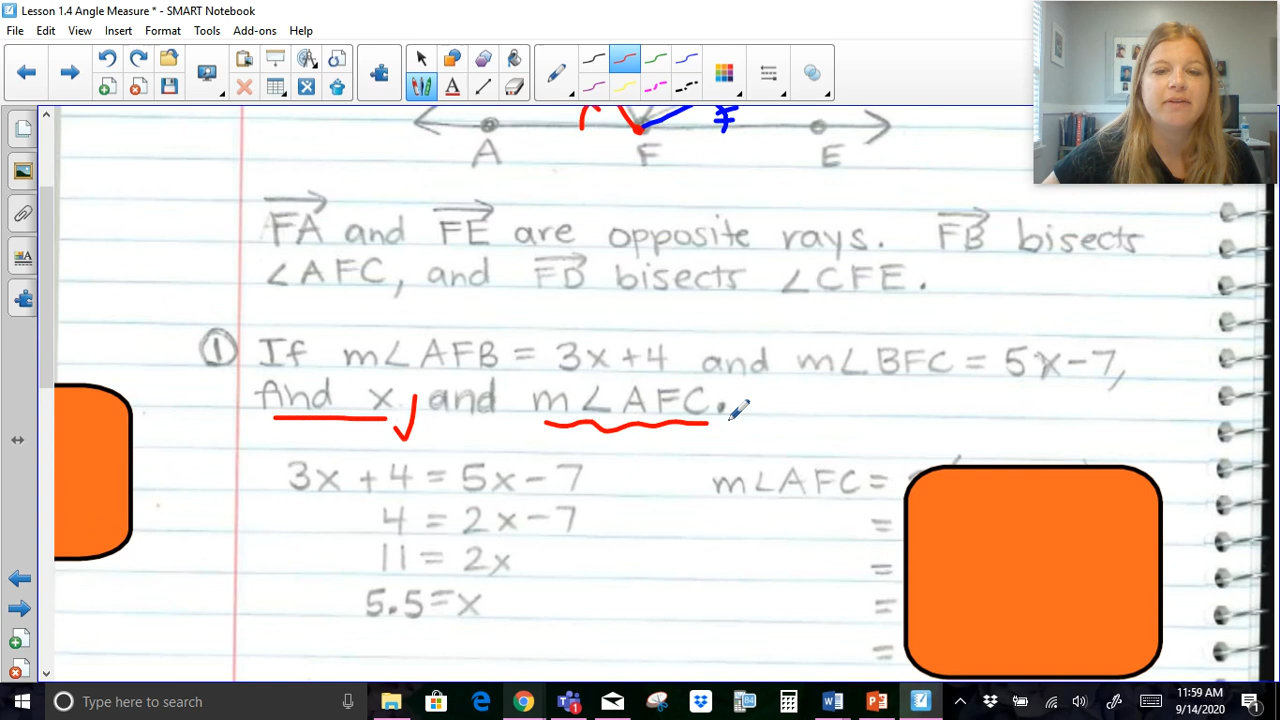 Lesson 1.4 Angle Measure * - SMART Notebook
File Edit View Insert Format Tools Add-ons Help
A F E
FA and FE are opposite rays. FB bisects
∠AFC, and FD bisects ∠CFE.
① If m∠AFB = 3x+4 and m∠BFC = 5x-7,
find x and m∠AFC.
3x + 4 = 5x - 7 m∠AFC =
4 = 2x - 7 =
11 = 2x =
5.5 = x =
=
Type here to search
11:59 AM
9/14/2020